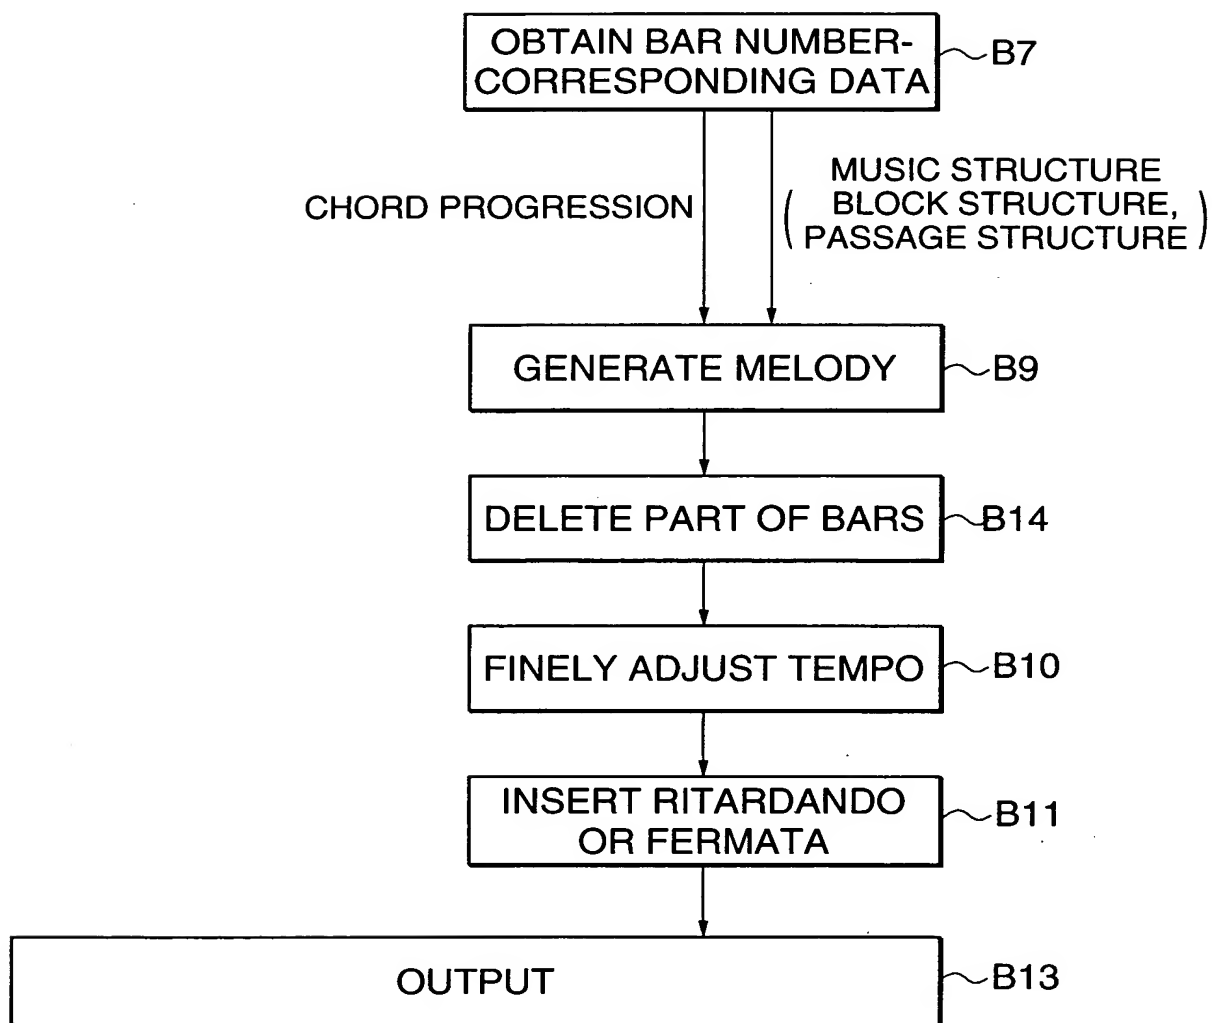 OBTAIN BAR NUMBER-
CORRESPONDING DATA
B7
CHORD PROGRESSION
MUSIC STRUCTURE
(BLOCK STRUCTURE,
PASSAGE STRUCTURE)
GENERATE MELODY
B9
DELETE PART OF BARS
B14
FINELY ADJUST TEMPO
B10
INSERT RITARDANDO
OR FERMATA
B11
OUTPUT
B13